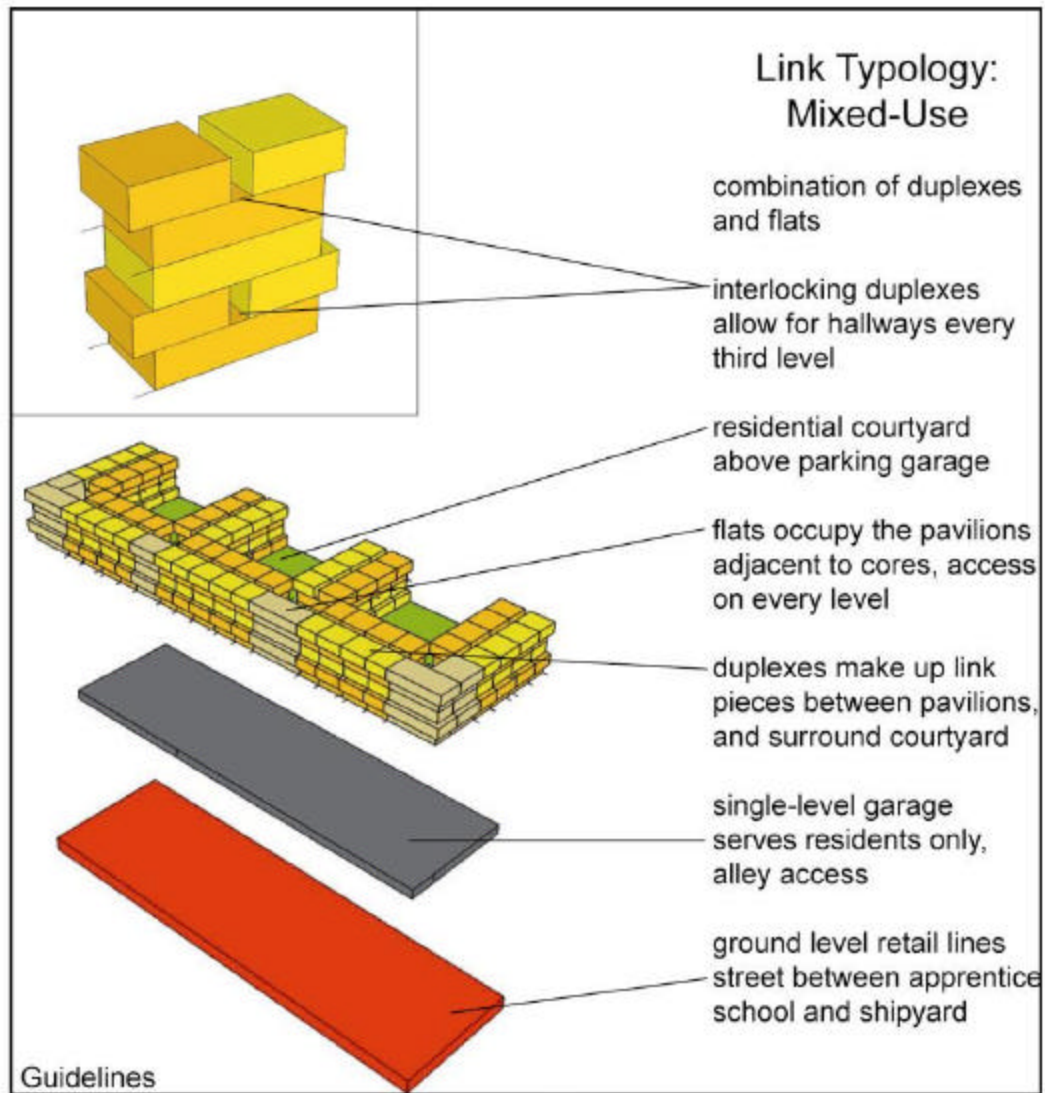 Link Typology:
Mixed-Use
combination of duplexes
and flats
interlocking duplexes
allow for hallways every
third level
residential courtyard
above parking garage
flats occupy the pavilions
adjacent to cores, access
on every level
duplexes make up link
pieces between pavilions,
and surround courtyard
single-level garage
serves residents only,
alley access
ground level retail lines
street between apprentice
school and shipyard
Guidelines